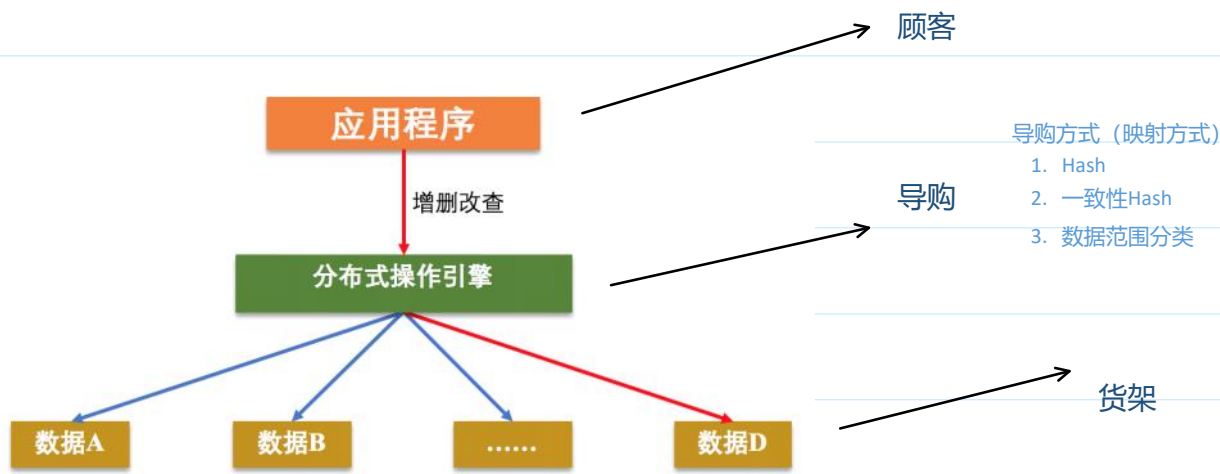 顾客
应用程序
导购方式（映射方式）
1. Hash
增删改查
导购
2. 一致性Hash
3. 数据范围分类
分布式操作引擎
货架
数据A
数据B
……
数据D